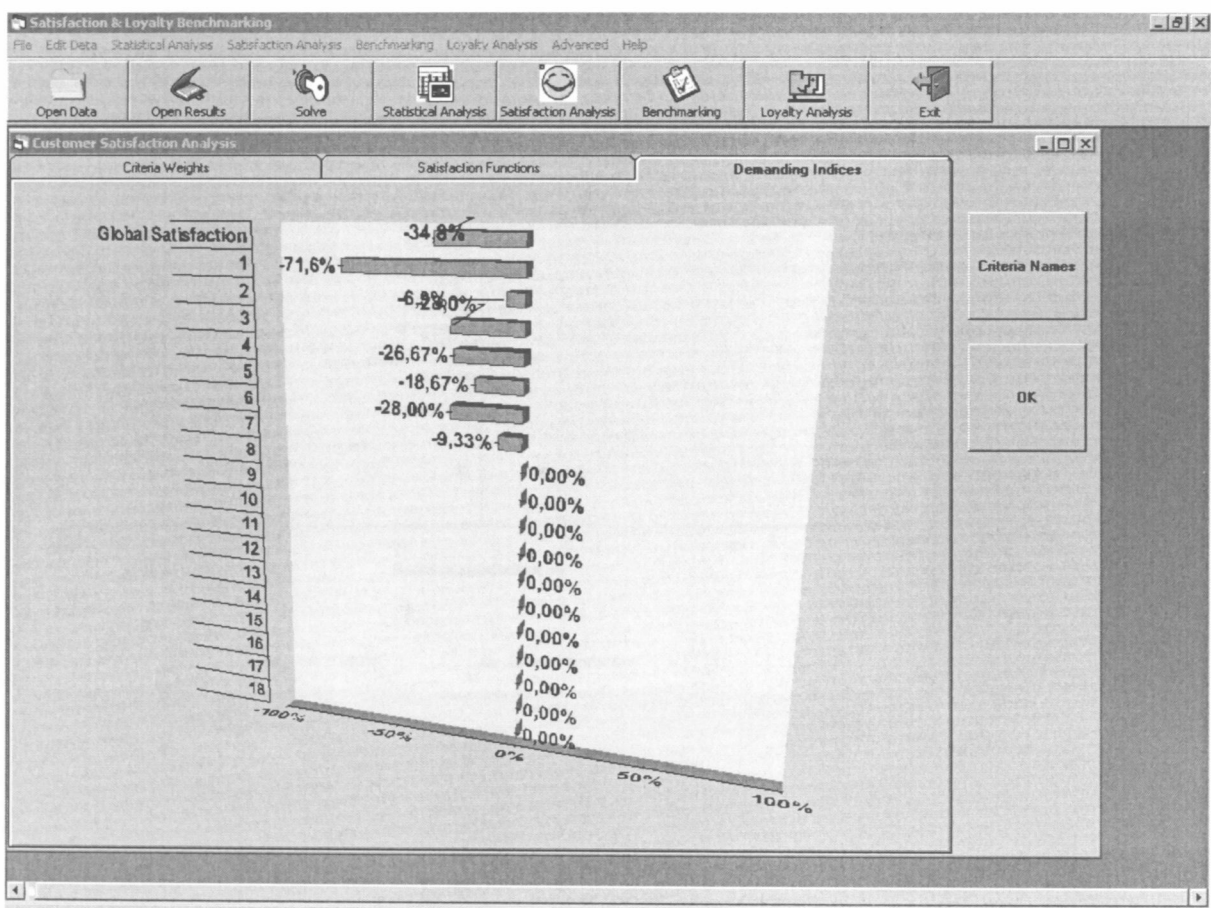 Satisfaction & Loyalty Benchmarking
File Edit Data Statistical Analysis Satisfaction Analysis Benchmarking Loyalty Analysis Advanced Help
Open Data Open Results Solve Statistical Analysis Satisfaction Analysis Benchmarking Loyalty Analysis Exit
Customer Satisfaction Analysis
Criteria Weights Satisfaction Functions Demanding Indices
Global Satisfaction -34,8%
1 -71,6%
2
3 -28,0%
4 -26,67%
5 -18,67%
6 -28,00%
7 -9,33%
8 0,00%
9 0,00%
10 0,00%
11 0,00%
12 0,00%
13 0,00%
14 0,00%
15 0,00%
16 0,00%
17 0,00%
18 0,00%
-100% -50% 0% 50% 100%
Criteria Names
OK